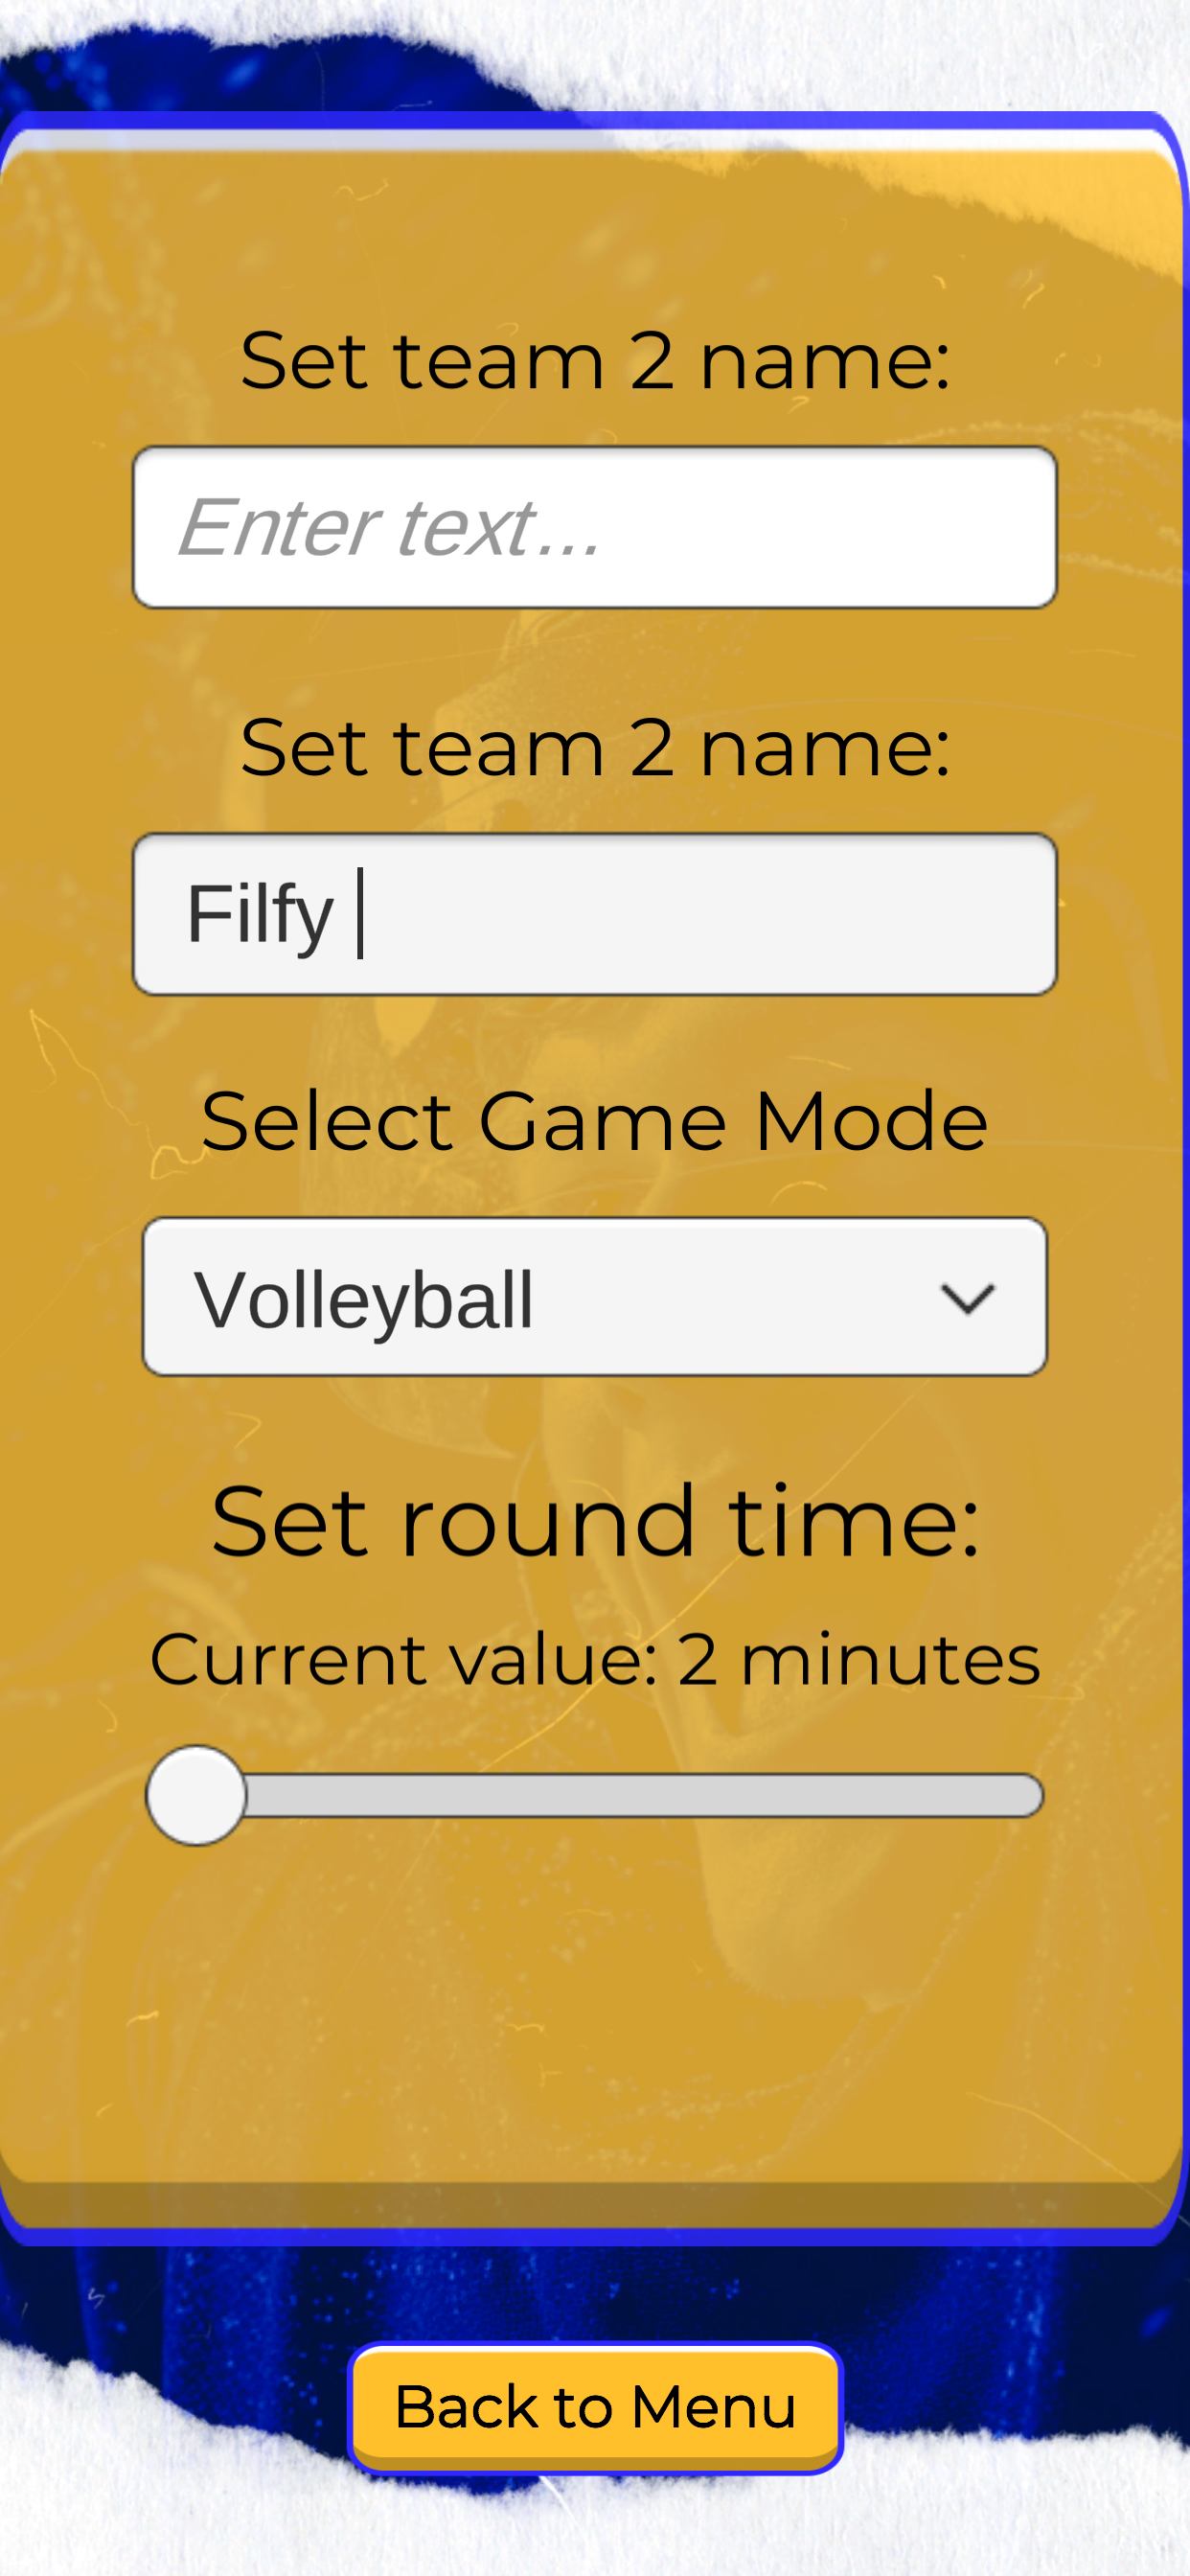 Set team 2 name:
Enter text...
Set team 2 name:
Filfy
Select Game Mode
Volleyball
Set round time:
Current value: 2 minutes
Back to Menu